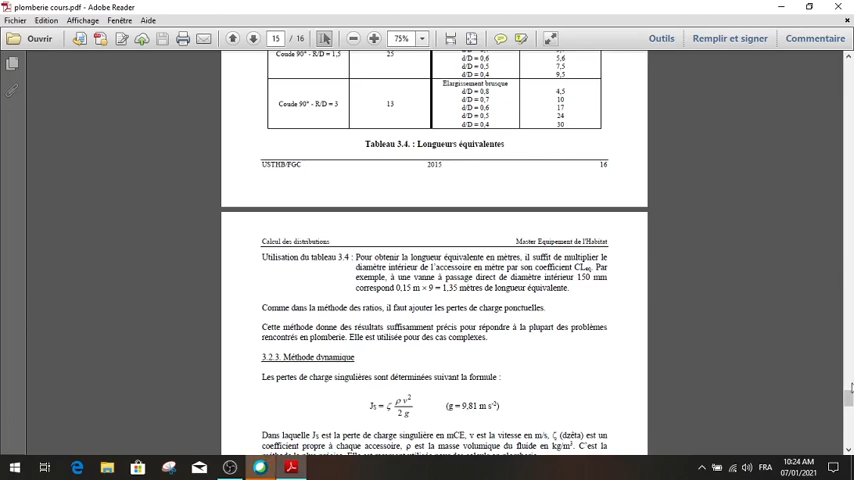 plomberie cours.pdf - Adobe Reader
Fichier Edition Affichage Fenêtre Aide
Ouvrir 15 / 16 75% Outils Remplir et signer Commentaire
Coude 90° - R/D = 1,5 25
d/D = 0,6 5,6
d/D = 0,5 7,5
d/D = 0,4 9,5
Elargissement brusque
d/D = 0,8 4,5
d/D = 0,7 10
Coude 90° - R/D = 3 13 d/D = 0,6 17
d/D = 0,5 24
d/D = 0,4 30
Tableau 3.4. : Longueurs équivalentes
USTHB/FGC 2015 16
Calcul des distributions Master Equipement de l'Habitat
Utilisation du tableau 3.4 : Pour obtenir la longueur équivalente en mètres, il suffit de multiplier le
diamètre intérieur de l'accessoire en mètre par son coefficient CLeq. Par
exemple, à une vanne à passage direct de diamètre intérieur 150 mm
correspond 0,15 m × 9 = 1,35 mètres de longueur équivalente.
Comme dans la méthode des ratios, il faut ajouter les pertes de charge ponctuelles.
Cette méthode donne des résultats suffisamment précis pour répondre à la plupart des problèmes
rencontrés en plomberie. Elle est utilisée pour des cas complexes.
3.2.3. Méthode dynamique
Les pertes de charge singulières sont déterminées suivant la formule :
JS = ζ ρ v² / 2 g (g = 9,81 m s⁻²)
Dans laquelle JS est la perte de charge singulière en mCE, v est la vitesse en m/s, ζ (dzêta) est un
coefficient propre à chaque accessoire, ρ est la masse volumique du fluide en kg/m³. C'est la
FRA 10:24 AM
07/01/2021